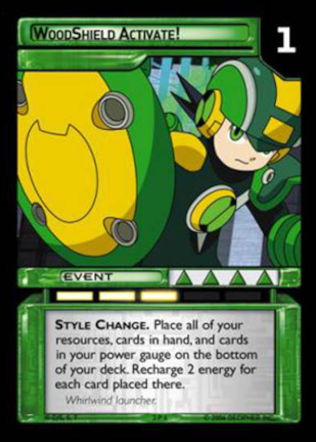 WOODSHIELD ACTIVATE!
1
EVENT
STYLE CHANGE. Place all of your
resources, cards in hand, and cards
in your power gauge on the bottom
of your deck. Recharge 2 energy for
each card placed there.
Whirlwind launcher.